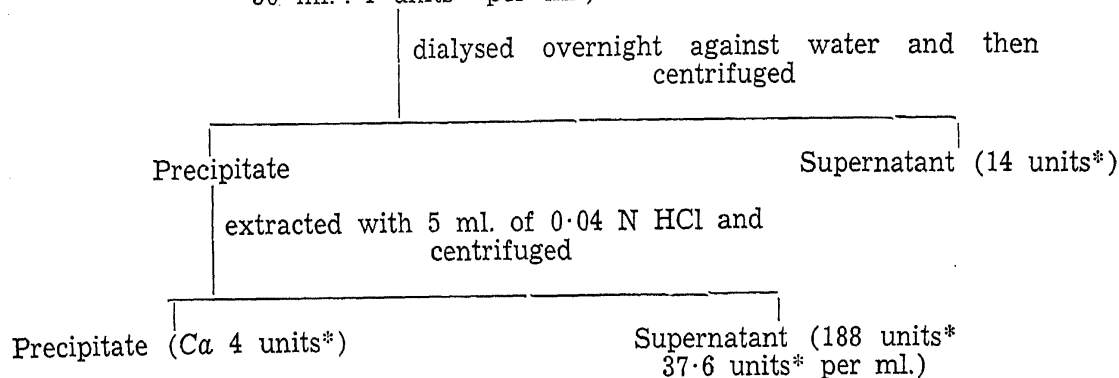 dialysed overnight against water and then
centrifuged
Precipitate
Supernatant (14 units*)
extracted with 5 ml. of 0·04 N HCl and
centrifuged
Precipitate (Ca 4 units*)
Supernatant (188 units*
37·6 units* per ml.)